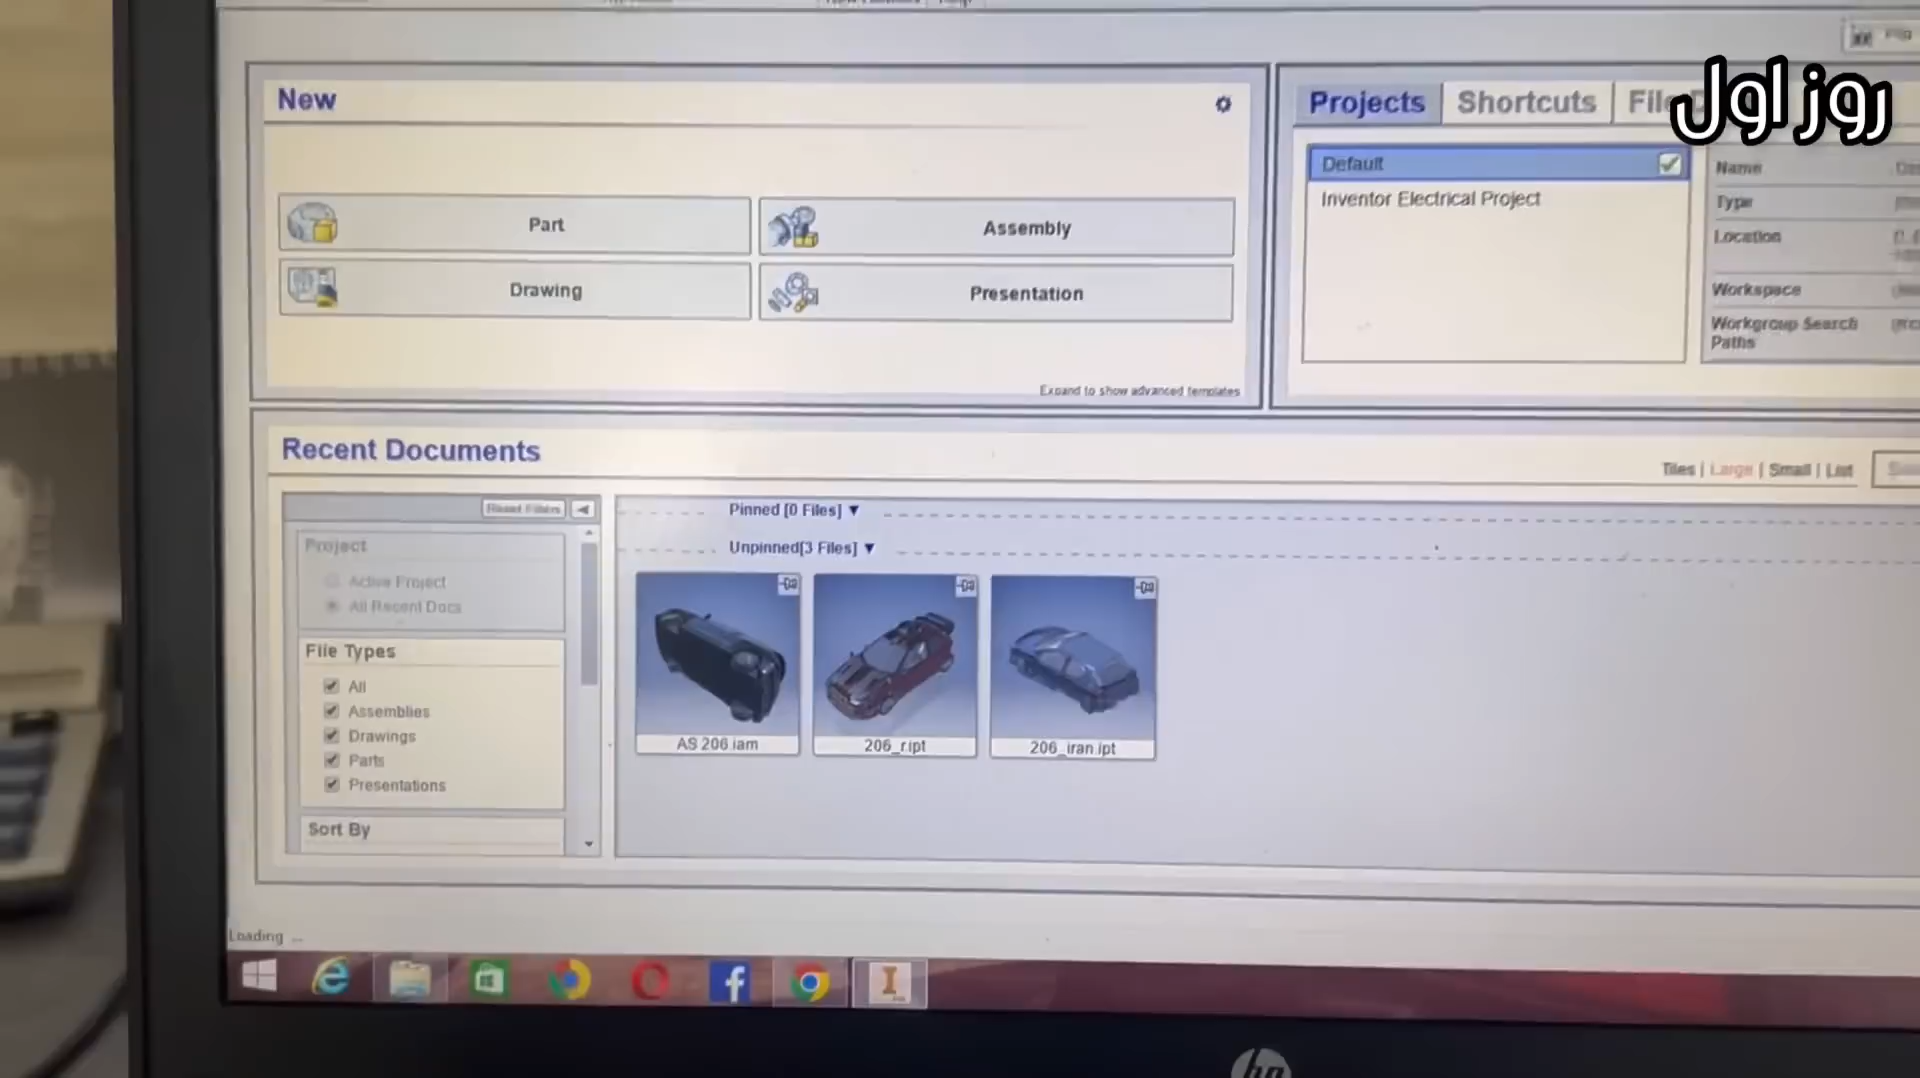 روز اول
New
Projects
Shortcuts
Default
Inventor Electrical Project
Name
Type
Location
Workspace
Workgroup Search
Paths
Part
Assembly
Drawing
Presentation
Expand to show advanced templates
Recent Documents
Tiles | Large | Small | List
Reset Filters
Project
Active Project
All Recent Docs
File Types
All
Assemblies
Drawings
Parts
Presentations
Sort By
Pinned [0 Files]
Unpinned[3 Files]
AS 206.iam
206_r.ipt
206_iran.ipt
Loading ...
hp